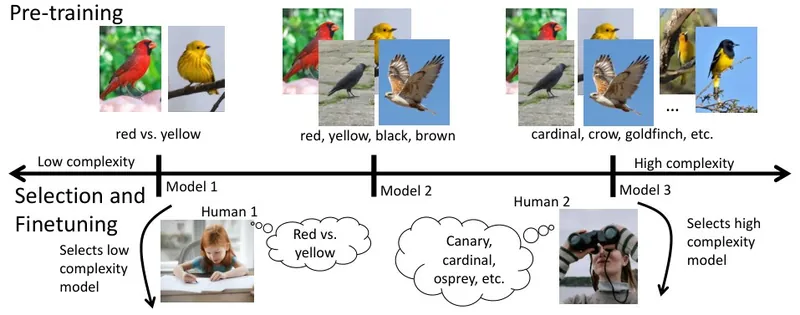 Pre-training
red vs. yellow
red, yellow, black, brown
cardinal, crow, goldfinch, etc.
...
Low complexity
High complexity
Model 1
Model 2
Model 3
Selection and
Finetuning
Human 1
Human 2
Selects low
complexity
model
Red vs.
yellow
Canary,
cardinal,
osprey, etc.
Selects high
complexity
model